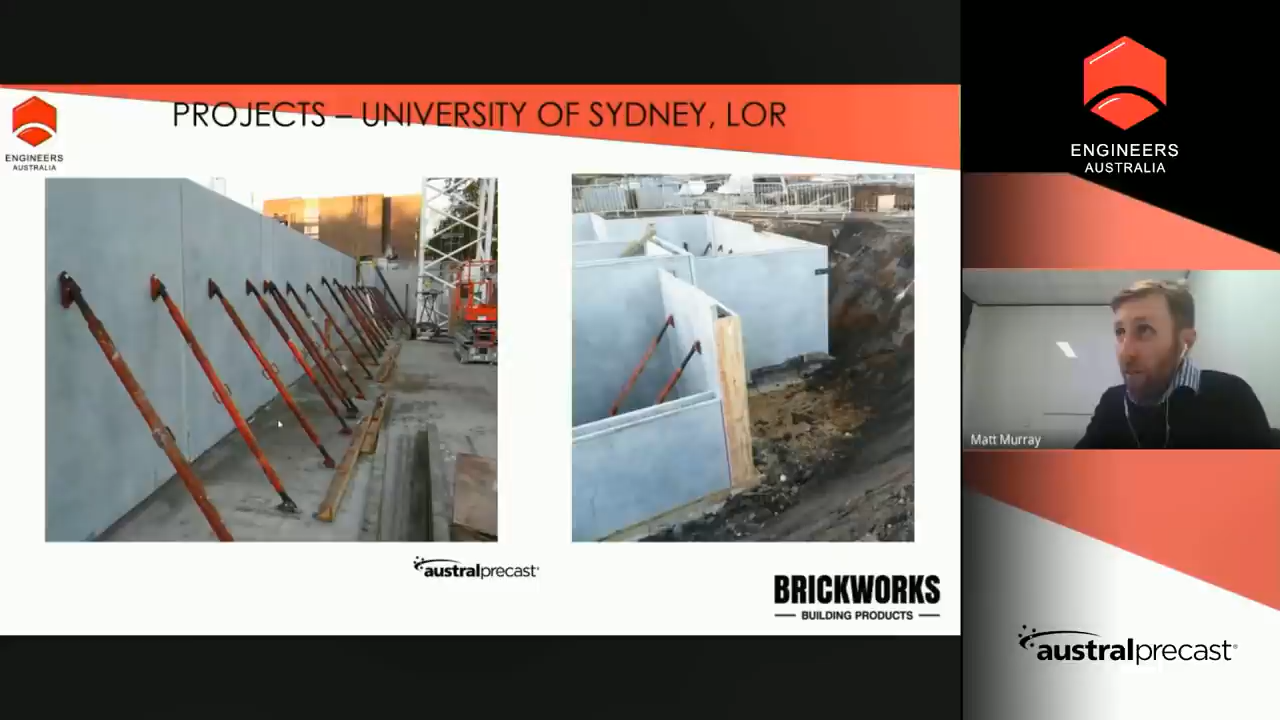 PROJECTS – UNIVERSITY OF SYDNEY, LOR
ENGINEERS
AUSTRALIA
australprecast
BRICKWORKS
BUILDING PRODUCTS
ENGINEERS
AUSTRALIA
Matt Murray
australprecast